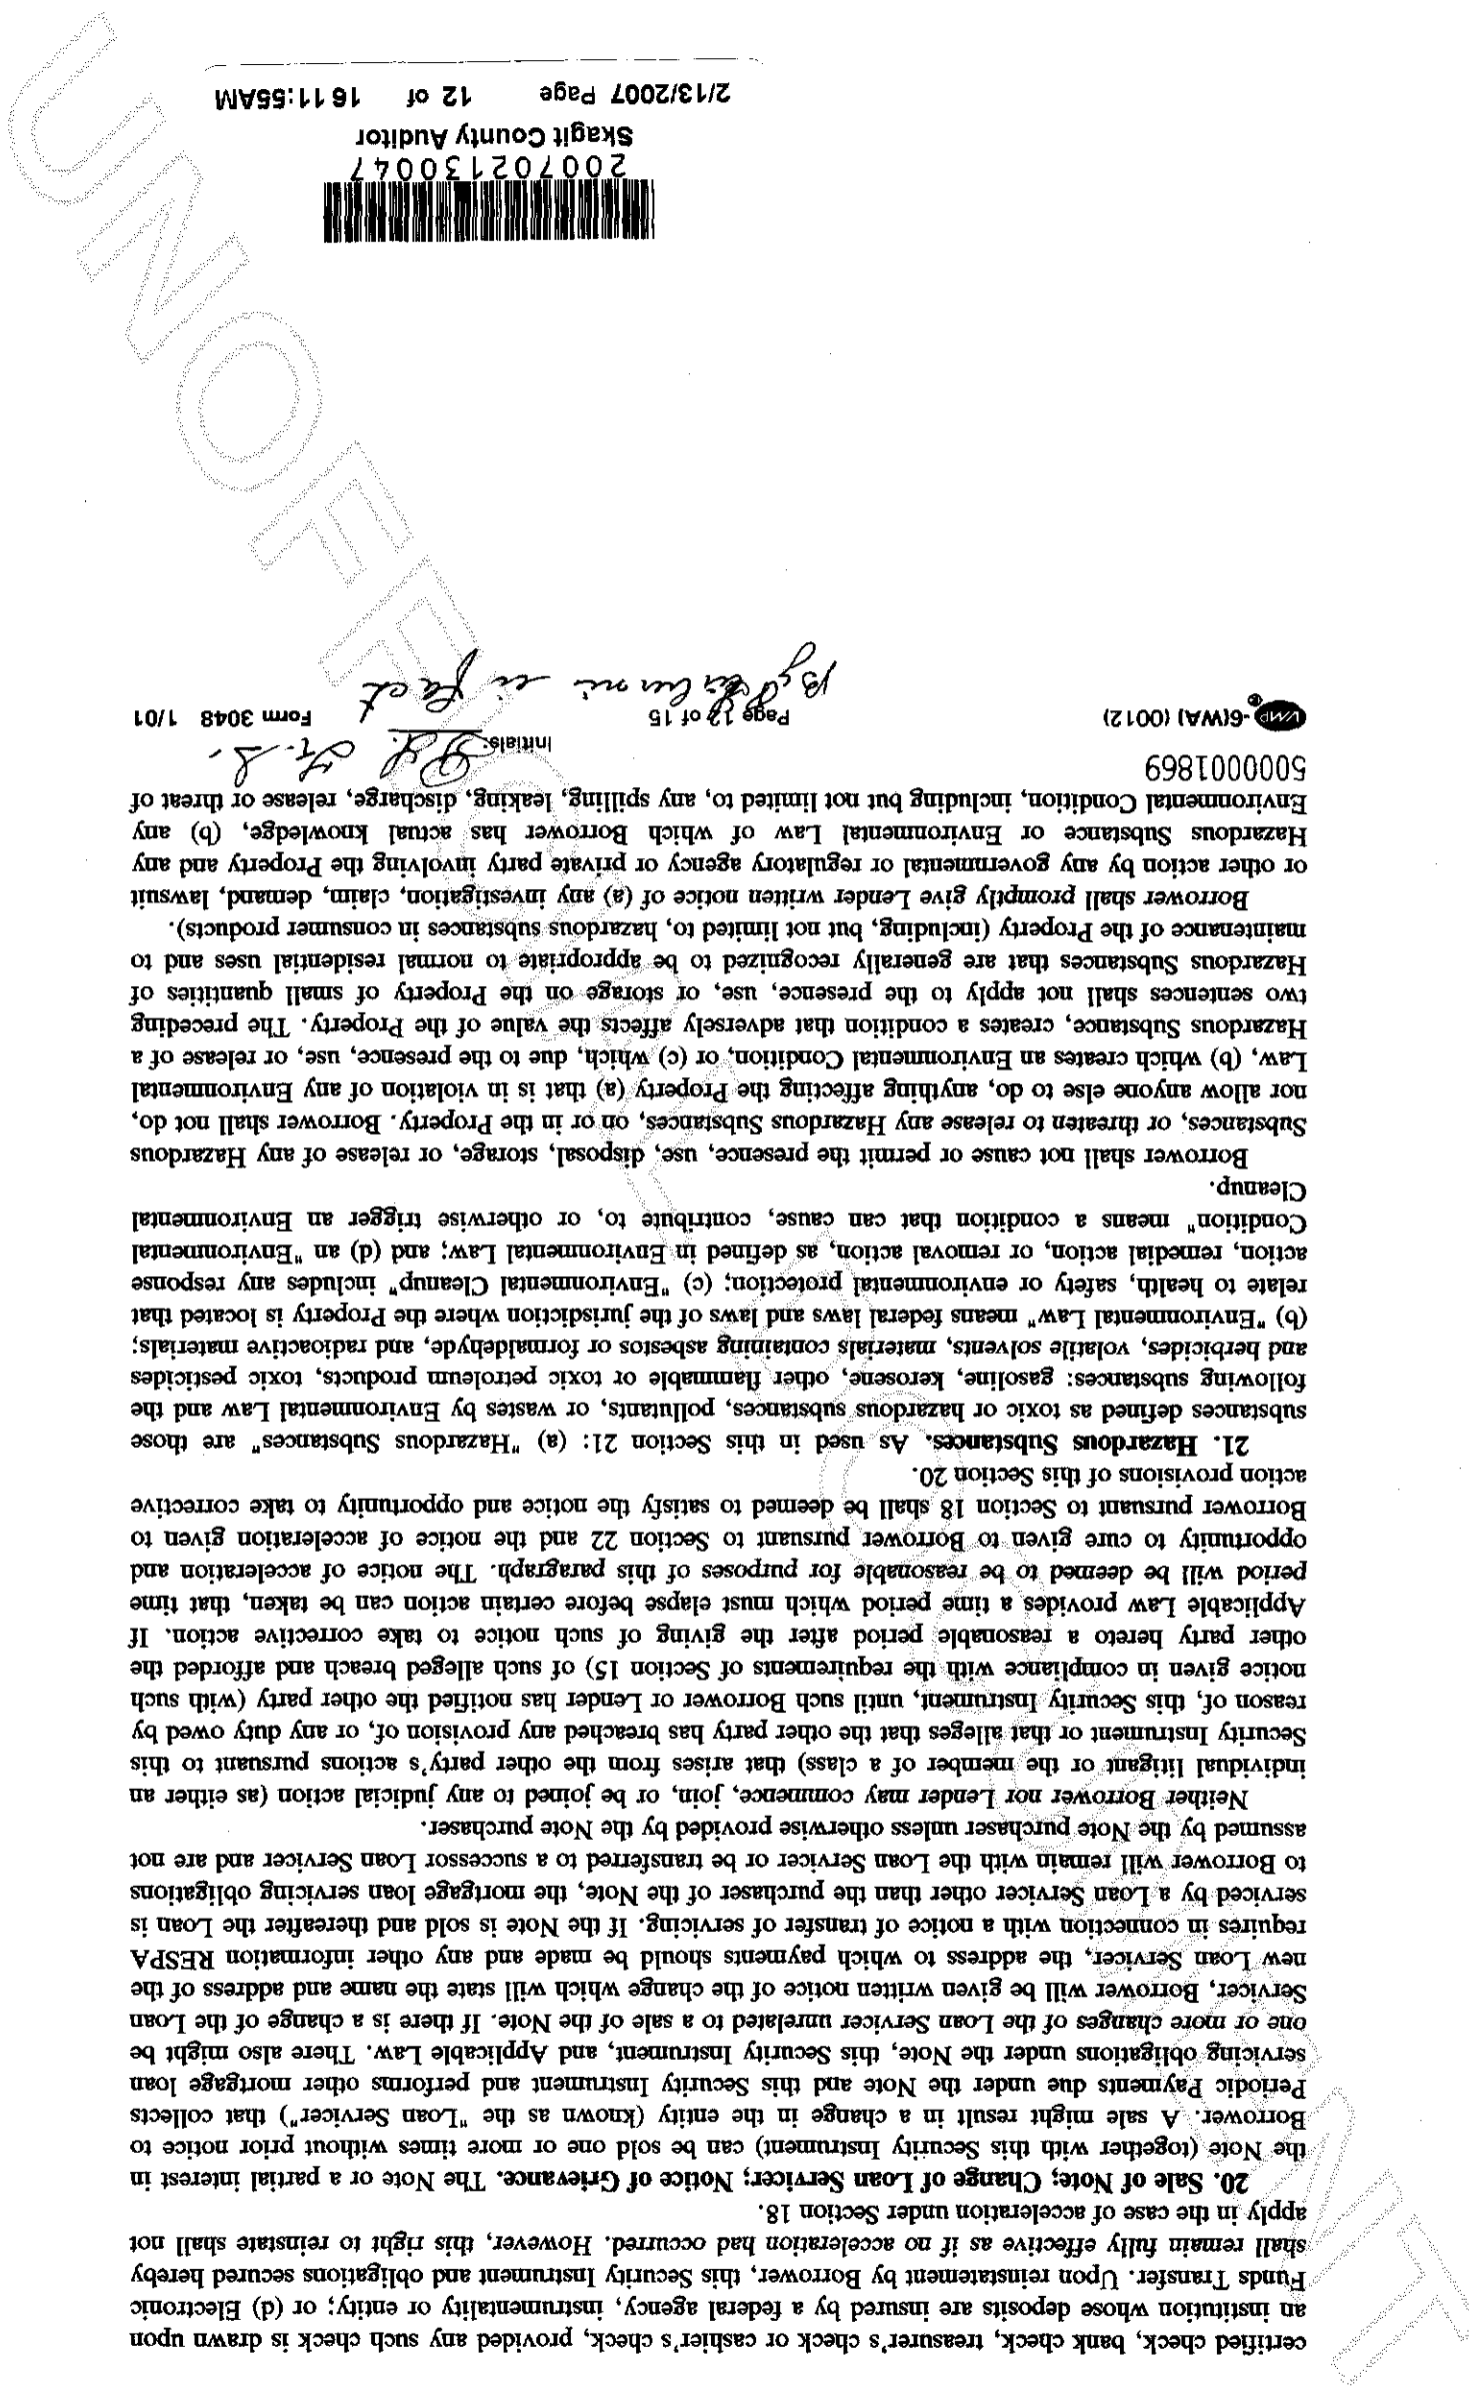 certified check, bank check, treasurer's check or cashier's check, provided any such check is drawn upon
an institution whose deposits are insured by a federal agency, instrumentality or entity; or (d) Electronic
Funds Transfer. Upon reinstatement by Borrower, this Security Instrument and obligations secured hereby
shall remain fully effective as if no acceleration had occurred. However, this right to reinstate shall not
apply in the case of acceleration under Section 18.
20. Sale of Note; Change of Loan Servicer; Notice of Grievance. The Note or a partial interest in
the Note (together with this Security Instrument) can be sold one or more times without prior notice to
Borrower. A sale might result in a change in the entity (known as the "Loan Servicer") that collects
Periodic Payments due under the Note and this Security Instrument and performs other mortgage loan
servicing obligations under the Note, this Security Instrument, and Applicable Law. There also might be
one or more changes of the Loan Servicer unrelated to a sale of the Note. If there is a change of the Loan
Servicer, Borrower will be given written notice of the change which will state the name and address of the
new Loan Servicer, the address to which payments should be made and any other information RESPA
requires in connection with a notice of transfer of servicing. If the Note is sold and thereafter the Loan is
serviced by a Loan Servicer other than the purchaser of the Note, the mortgage loan servicing obligations
to Borrower will remain with the Loan Servicer or be transferred to a successor Loan Servicer and are not
assumed by the Note purchaser unless otherwise provided by the Note purchaser.
Neither Borrower nor Lender may commence, join, or be joined to any judicial action (as either an
individual litigant or the member of a class) that arises from the other party's actions pursuant to this
Security Instrument or that alleges that the other party has breached any provision of, or any duty owed by
reason of, this Security Instrument, until such Borrower or Lender has notified the other party (with such
notice given in compliance with the requirements of Section 15) of such alleged breach and afforded the
other party hereto a reasonable period after the giving of such notice to take corrective action. If
Applicable Law provides a time period which must elapse before certain action can be taken, that time
period will be deemed to be reasonable for purposes of this paragraph. The notice of acceleration and
opportunity to cure given to Borrower pursuant to Section 22 and the notice of acceleration given to
Borrower pursuant to Section 18 shall be deemed to satisfy the notice and opportunity to take corrective
action provisions of this Section 20.
21. Hazardous Substances. As used in this Section 21: (a) "Hazardous Substances" are those
substances defined as toxic or hazardous substances, pollutants, or wastes by Environmental Law and the
following substances: gasoline, kerosene, other flammable or toxic petroleum products, toxic pesticides
and herbicides, volatile solvents, materials containing asbestos or formaldehyde, and radioactive materials;
(b) "Environmental Law" means federal laws and laws of the jurisdiction where the Property is located that
relate to health, safety or environmental protection; (c) "Environmental Cleanup" includes any response
action, remedial action, or removal action, as defined in Environmental Law; and (d) an "Environmental
Condition" means a condition that can cause, contribute to, or otherwise trigger an Environmental
Cleanup.
Borrower shall not cause or permit the presence, use, disposal, storage, or release of any Hazardous
Substances, or threaten to release any Hazardous Substances, on or in the Property. Borrower shall not do,
nor allow anyone else to do, anything affecting the Property (a) that is in violation of any Environmental
Law, (b) which creates an Environmental Condition, or (c) which, due to the presence, use, or release of a
Hazardous Substance, creates a condition that adversely affects the value of the Property. The preceding
two sentences shall not apply to the presence, use, or storage on the Property of small quantities of
Hazardous Substances that are generally recognized to be appropriate to normal residential uses and to
maintenance of the Property (including, but not limited to, hazardous substances in consumer products).
Borrower shall promptly give Lender written notice of (a) any investigation, claim, demand, lawsuit
or other action by any governmental or regulatory agency or private party involving the Property and any
Hazardous Substance or Environmental Law of which Borrower has actual knowledge, (b) any
Environmental Condition, including but not limited to, any spilling, leaking, discharge, release or threat of
5000001869
Initials:
VMP -6(WA) (0012) Page 12 of 15 Form 3048 1/01
in fact
200702130047
Skagit County Auditor
2/13/2007 Page 12 of 16 11:55AM
UNOFFICIAL DOCUMENT